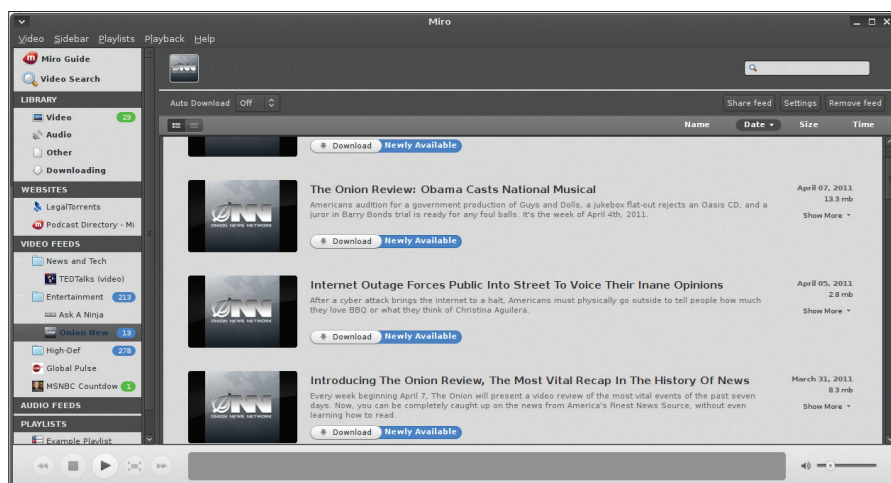 Miro
Video Sidebar Playlists Playback Help
Miro Guide
Video Search
LIBRARY
Video 29
Audio
Other
Downloading
WEBSITES
LegalTorrents
Podcast Directory - Mi
VIDEO FEEDS
News and Tech
TEDTalks (video)
Entertainment 213
Ask A Ninja
Onion New 13
High-Def 278
Global Pulse
MSNBC Countdow 1
AUDIO FEEDS
PLAYLISTS
Example Playlist
Auto Download Off
Share feed Settings Remove feed
Name Date Size Time
Download Newly Available
ONN
ONION NEWS NETWORK
The Onion Review: Obama Casts National Musical
Americans audition for a government production of Guys and Dolls, a jukebox flat-out rejects an Oasis CD, and a
juror in Barry Bonds trial is ready for any foul balls. It's the week of April 4th, 2011.
Download Newly Available
April 07, 2011
13.3 mb
Show More
ONN
ONION NEWS NETWORK
Internet Outage Forces Public Into Street To Voice Their Inane Opinions
After a cyber attack brings the internet to a halt, Americans must physically go outside to tell people how much
they love BBQ or what they think of Christina Aguilera.
Download Newly Available
April 05, 2011
2.8 mb
Show More
ONN
ONION NEWS NETWORK
Introducing The Onion Review, The Most Vital Recap In The History Of News
Every week beginning April 7, The Onion will present a video review of the most vital events of the past seven
days. Now, you can be completely caught up on the news from America's Finest News Source, without even
learning how to read.
Download Newly Available
March 31, 2011
8.3 mb
Show More